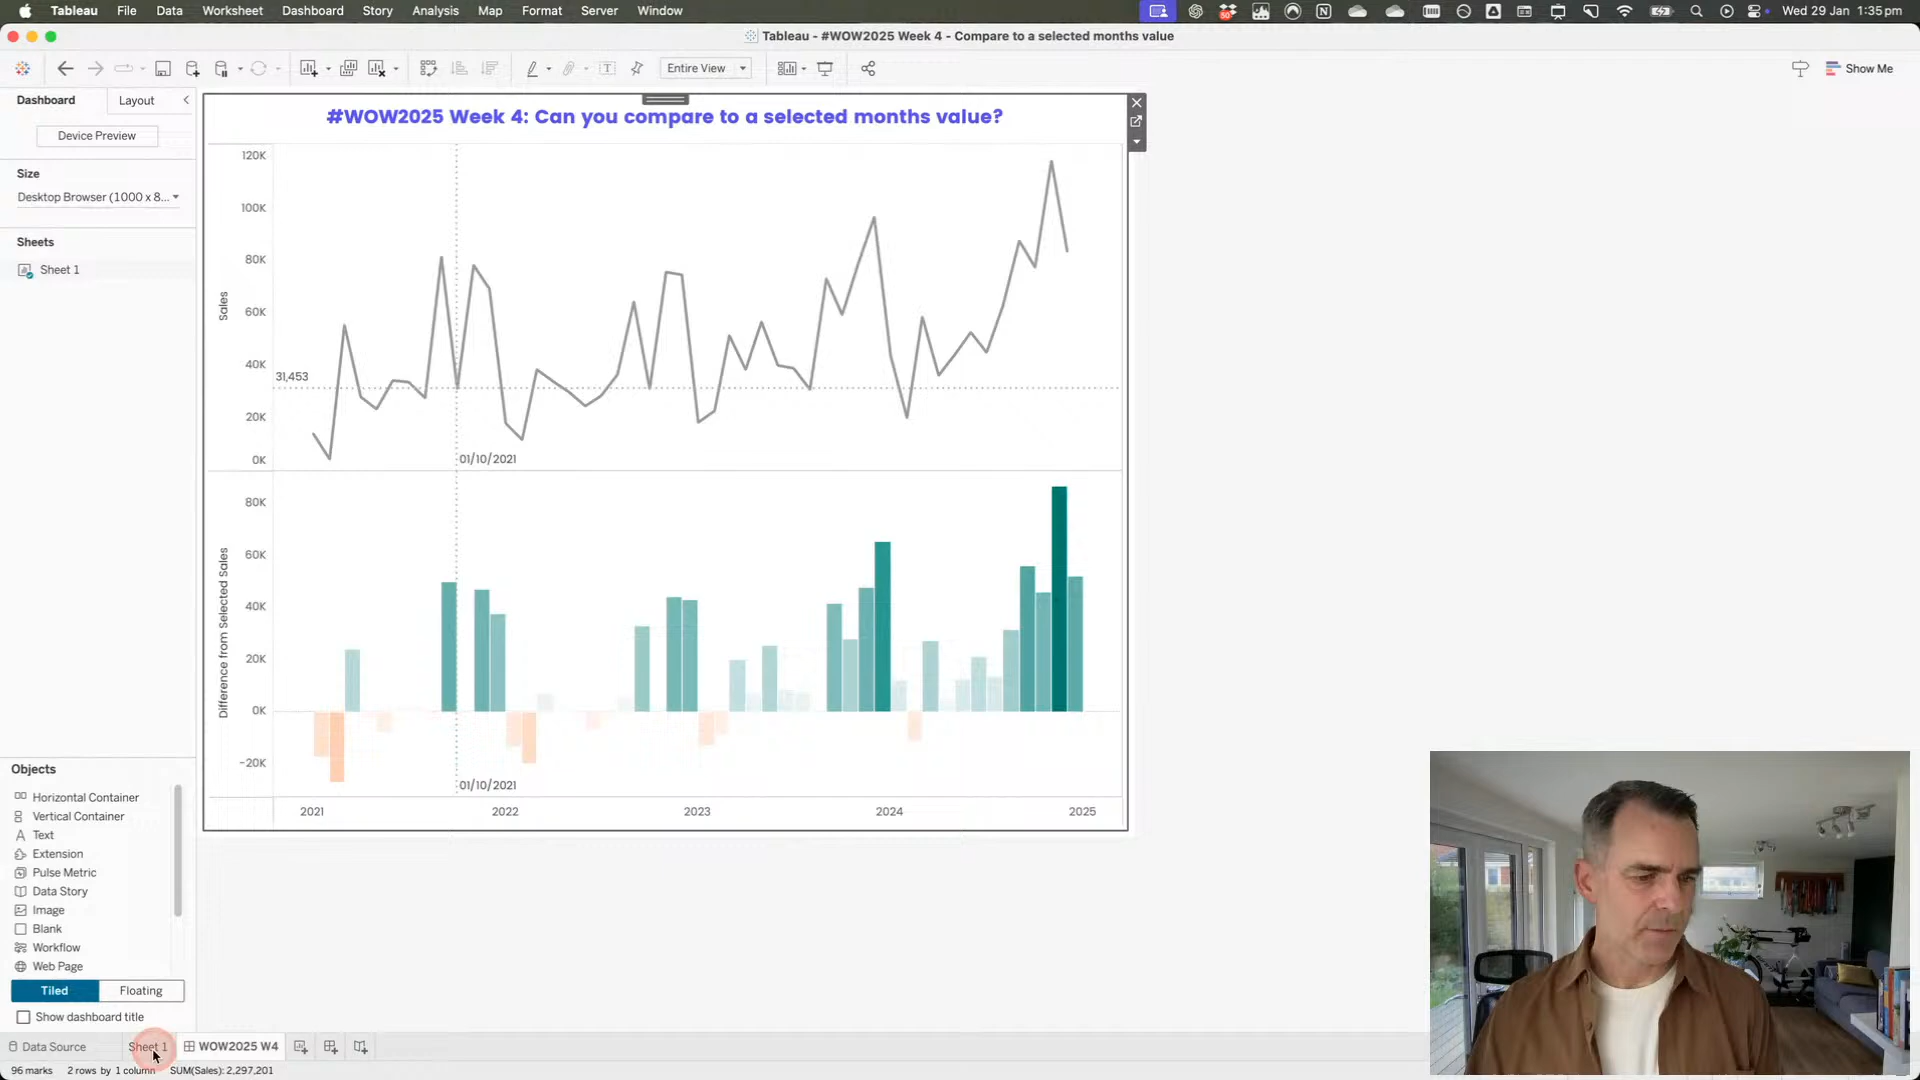 Tableau File Data Worksheet Dashboard Story Analysis Map Format Server Window
50
Wed 29 Jan 1:35pm
Tableau - #WOW2025 Week 4 - Compare to a selected months value
Entire View
Show Me
Dashboard
Layout
Device Preview
Size
Desktop Browser (1000 x 8...
Sheets
Sheet 1
#WOW2025 Week 4: Can you compare to a selected months value?
120K
100K
80K
60K
40K
31,453
20K
0K
Sales
01/10/2021
80K
60K
40K
20K
0K
-20K
Difference from Selected Sales
01/10/2021
2021 2022 2023 2024 2025
Objects
Horizontal Container
Vertical Container
Text
Extension
Pulse Metric
Data Story
Image
Blank
Workflow
Web Page
Tiled
Floating
Show dashboard title
Data Source
Sheet 1
WOW2025 W4
96 marks 2 rows by 1 column SUM(Sales): 2,297,201